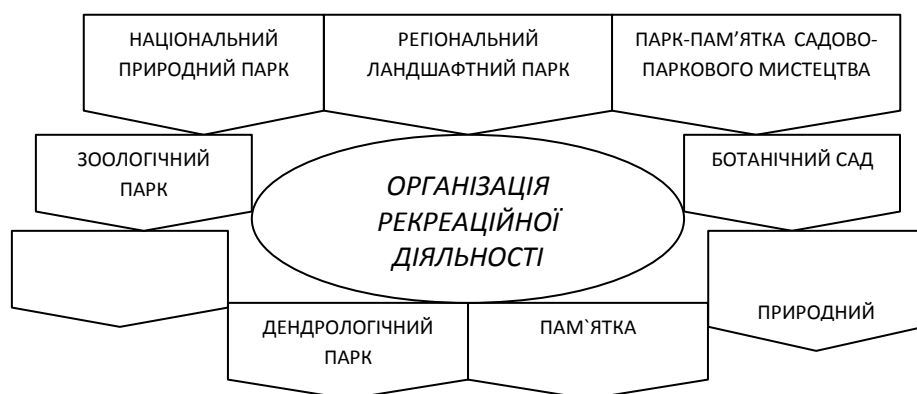 НАЦІОНАЛЬНИЙ
ПРИРОДНИЙ ПАРК
РЕГІОНАЛЬНИЙ
ЛАНДШАФТНИЙ ПАРК
ПАРК-ПАМ’ЯТКА САДОВО-
ПАРКОВОГО МИСТЕЦТВА
ЗООЛОГІЧНИЙ
ПАРК
ОРГАНІЗАЦІЯ
РЕКРЕАЦІЙНОЇ
ДІЯЛЬНОСТІ
БОТАНІЧНИЙ САД
ДЕНДРОЛОГІЧНИЙ
ПАРК
ПАМ`ЯТКА
ПРИРОДНИЙ